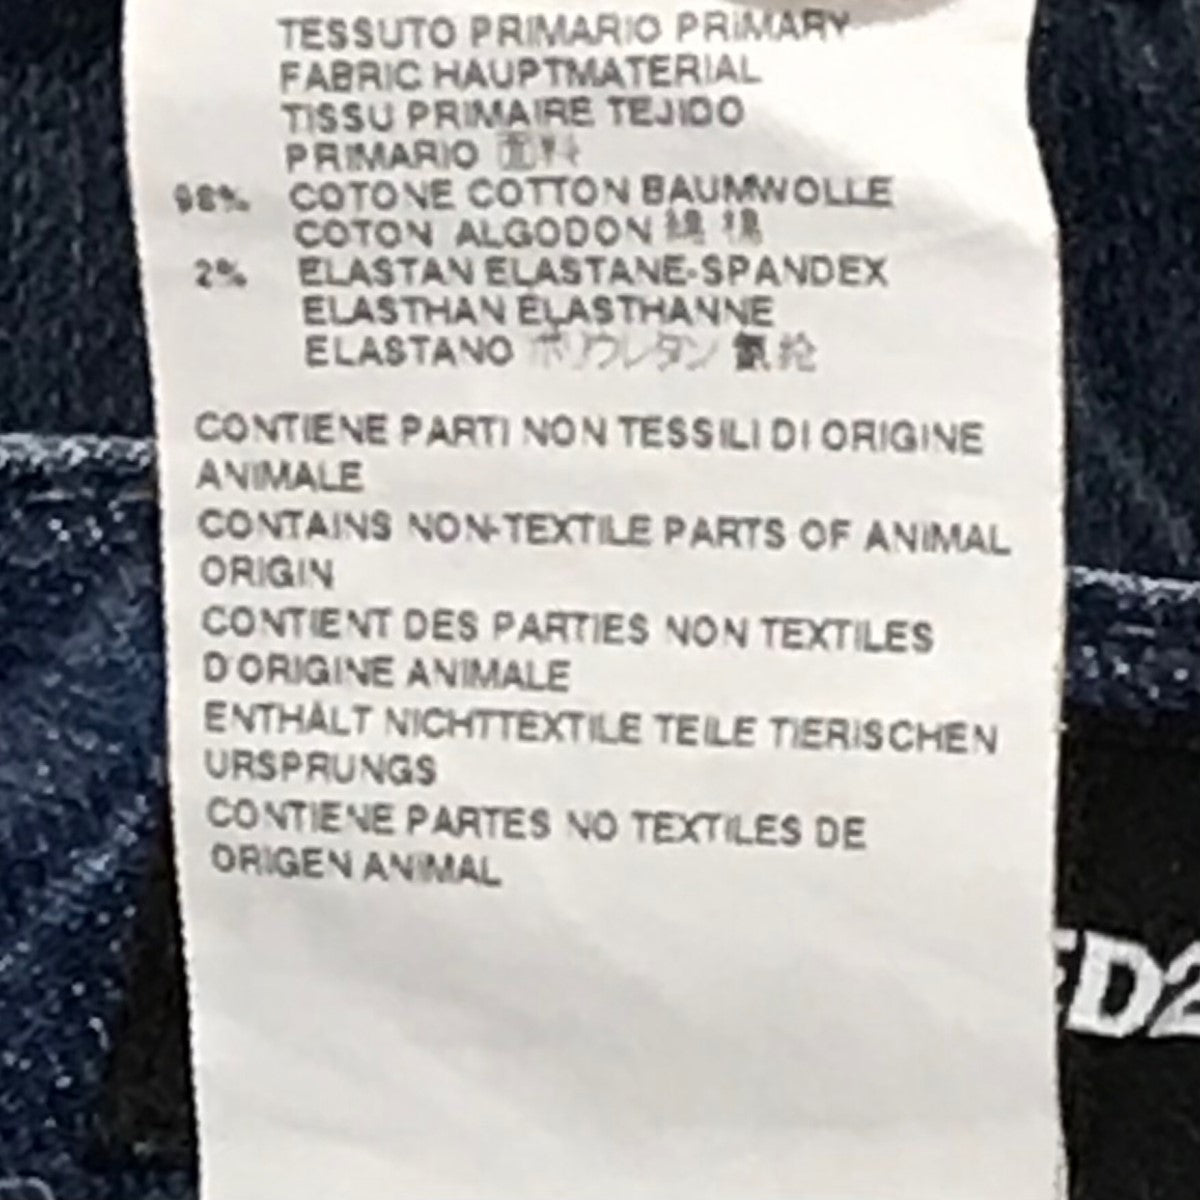 TESSUTO PRIMARIO PRIMARY
FABRIC HAUPTMATERIAL
TISSU PRIMAIRE TEJIDO
PRIMARIO 面料
98% COTONE COTTON BAUMWOLLE
COTON ALGODON 綿 棉
2% ELASTAN ELASTANE-SPANDEX
ELASTHAN ÉLASTHANNE
ELASTANO ポリウレタン 氨纶
CONTIENE PARTI NON TESSILI DI ORIGINE
ANIMALE
CONTAINS NON-TEXTILE PARTS OF ANIMAL
ORIGIN
CONTIENT DES PARTIES NON TEXTILES
D'ORIGINE ANIMALE
ENTHÄLT NICHTTEXTILE TEILE TIERISCHEN
URSPRUNGS
CONTIENE PARTES NO TEXTILES DE
ORIGEN ANIMAL
D2